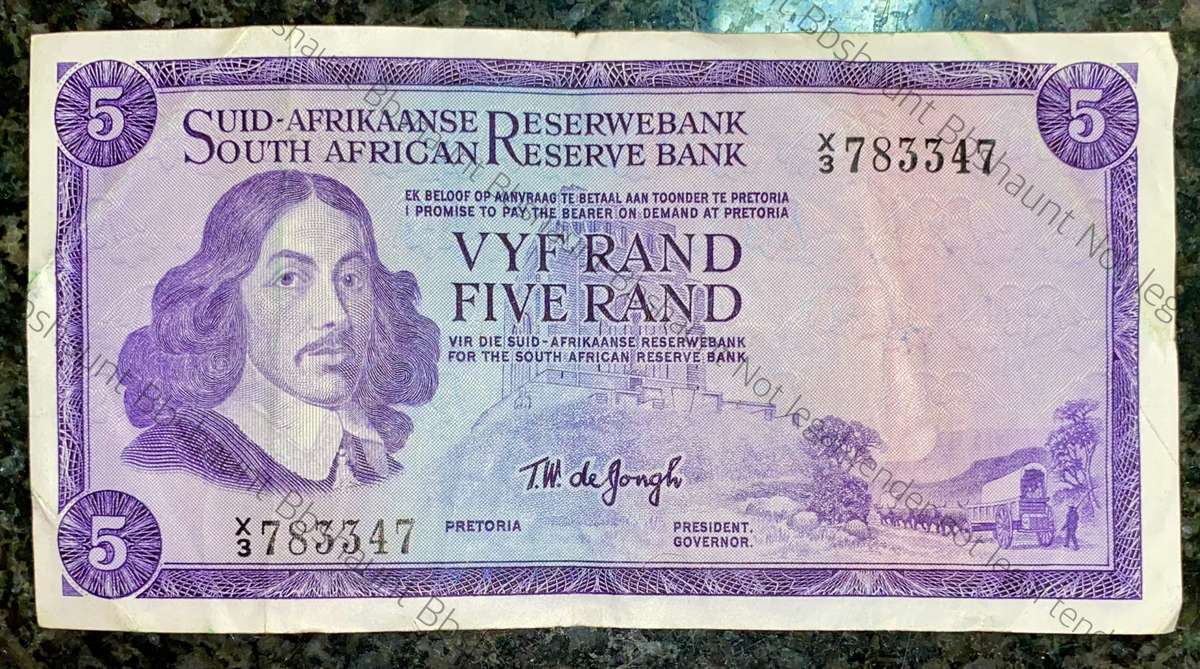 5
5
SUID-AFRIKAANSE RESERWEBANK
SOUTH AFRICAN RESERVE BANK
X/3 783347
EK BELOOF OP AANVRAAG TE BETAAL AAN TOONDER TE PRETORIA
I PROMISE TO PAY THE BEARER ON DEMAND AT PRETORIA
VYF RAND
FIVE RAND
VIR DIE SUID-AFRIKAANSE RESERWEBANK
FOR THE SOUTH AFRICAN RESERVE BANK
T.W. de Jongh
5
X/3 783347
PRETORIA
PRESIDENT.
GOVERNOR.